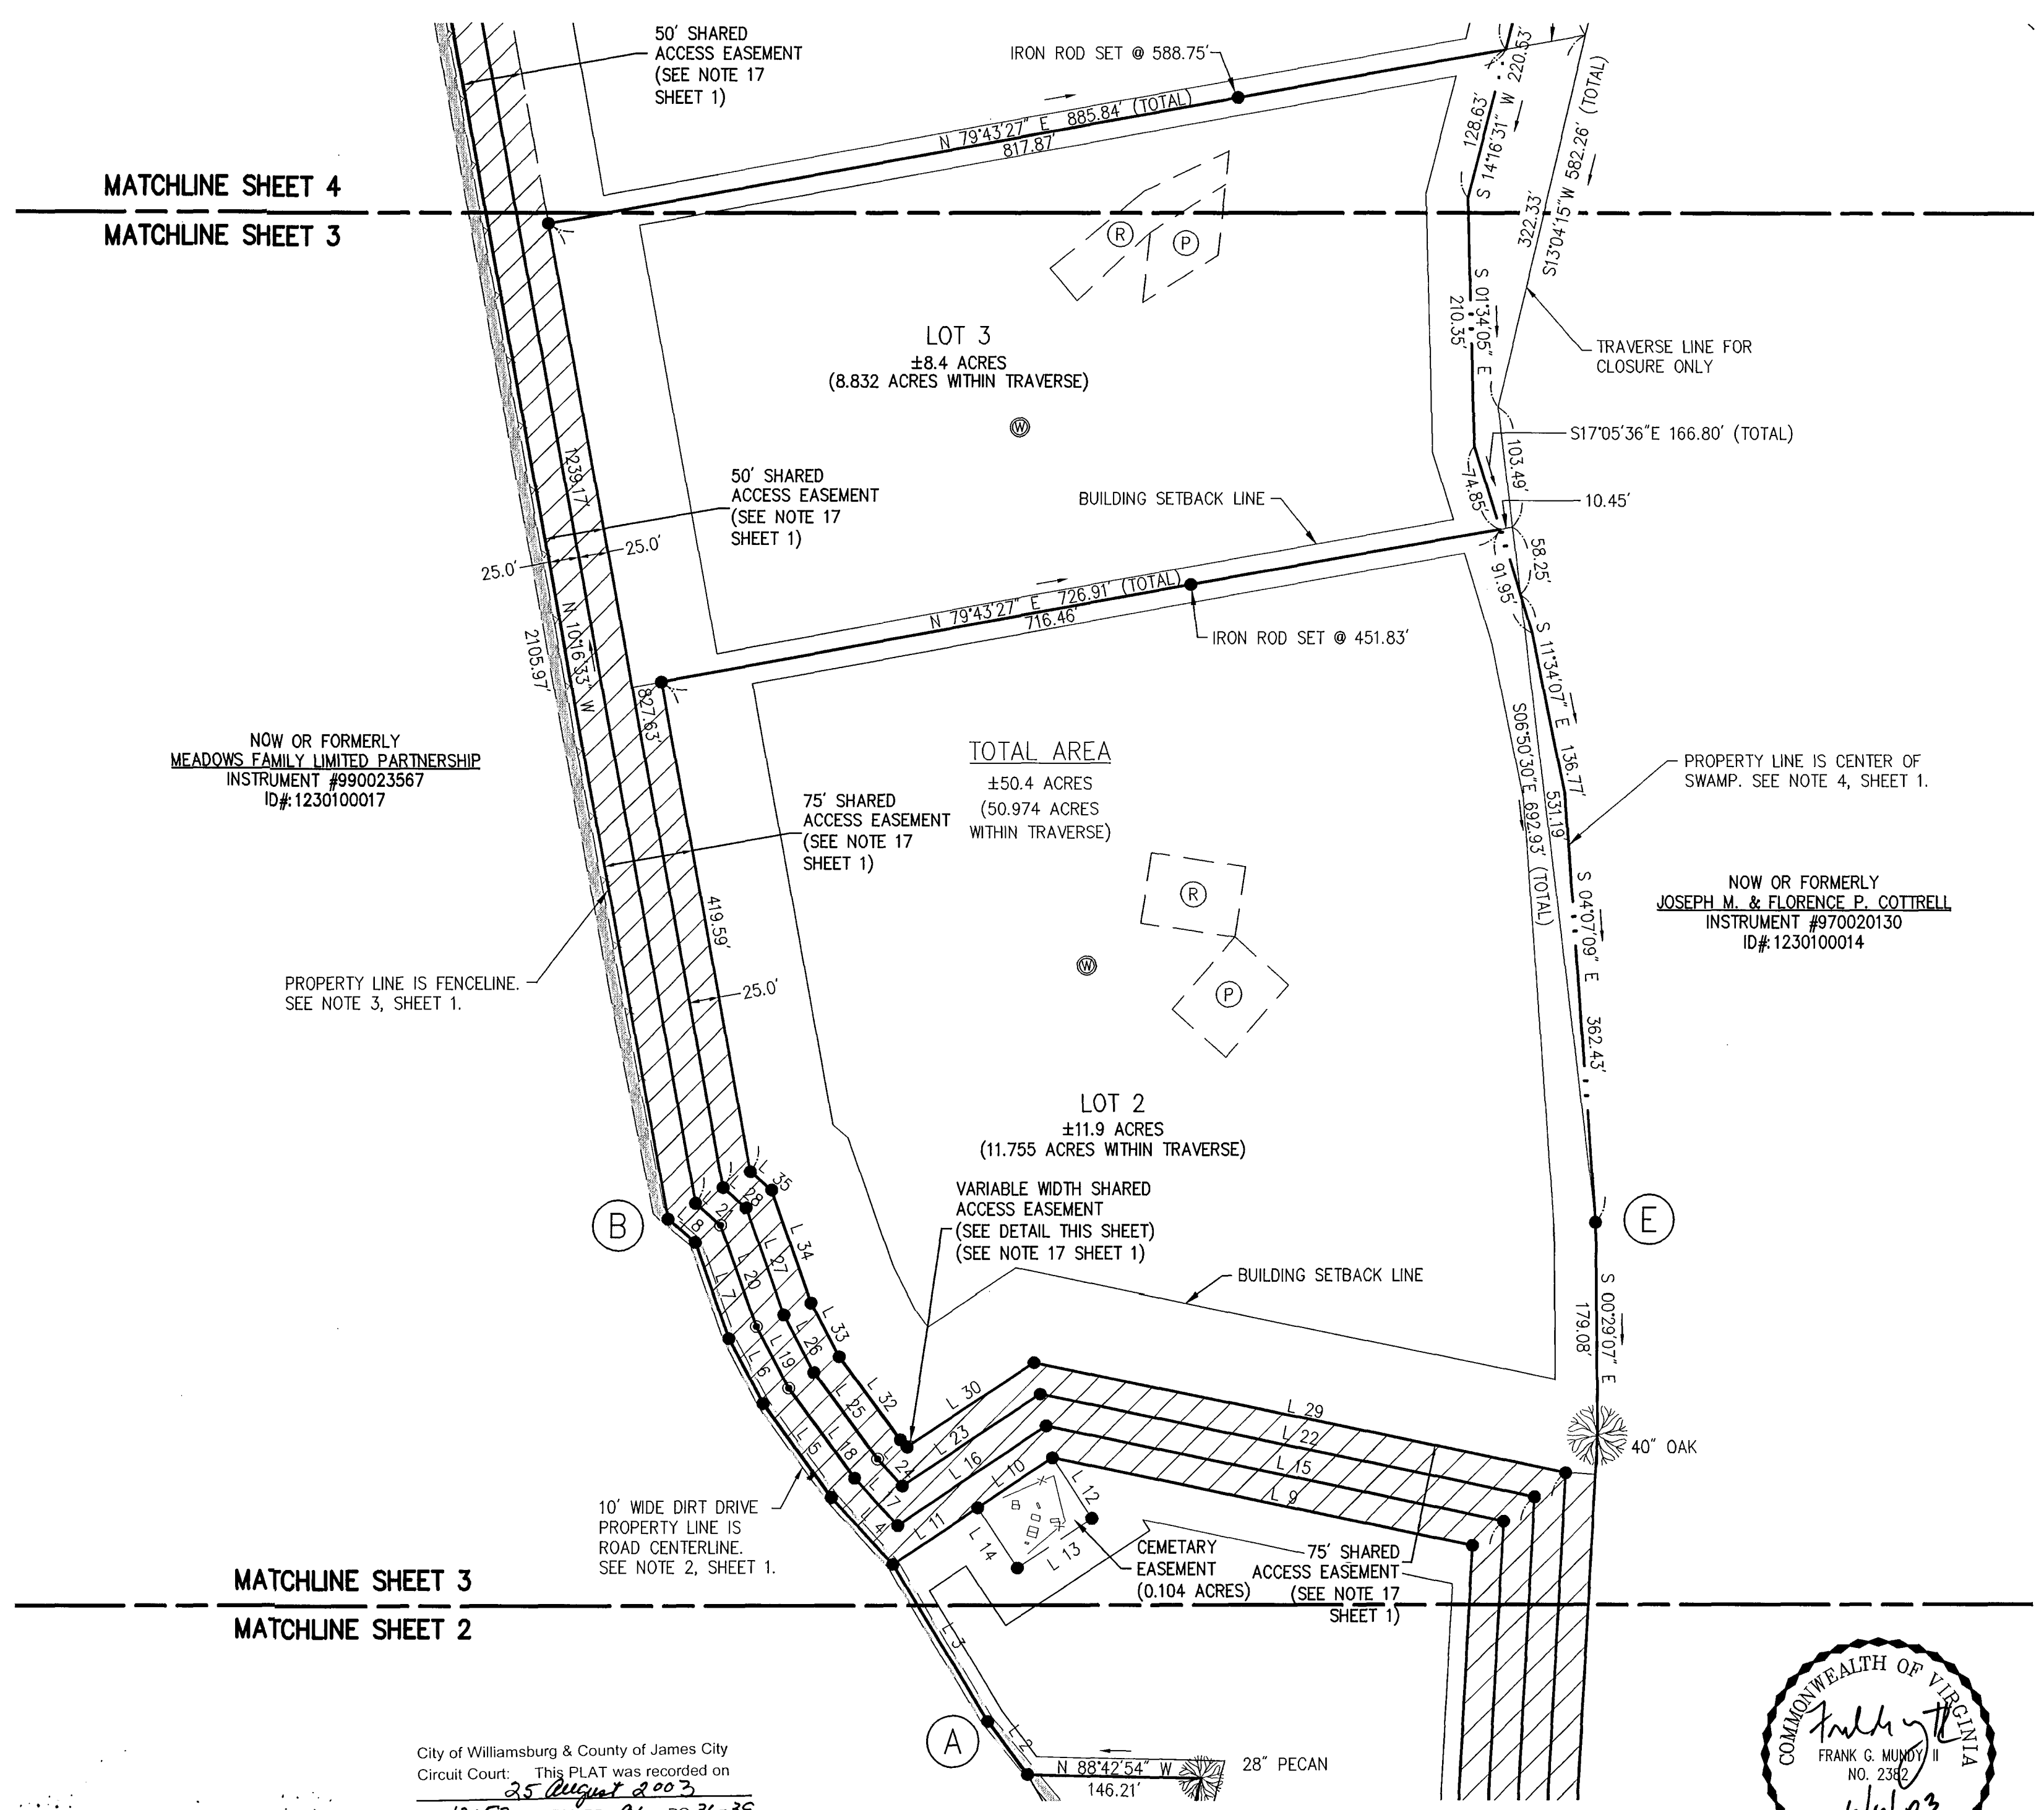 50' SHARED
ACCESS EASEMENT
(SEE NOTE 17
SHEET 1)
IRON ROD SET @ 588.75'
N 79°43'27" E 885.84' (TOTAL)
817.87'
220.53'
128.63'
S 14°16'31" W
S13°04'15"W 582.26' (TOTAL)
322.33'
MATCHLINE SHEET 4
MATCHLINE SHEET 3
R
P
LOT 3
±8.4 ACRES
(8.832 ACRES WITHIN TRAVERSE)
W
S 01°34'05" E
210.35'
TRAVERSE LINE FOR
CLOSURE ONLY
S17°05'36"E 166.80' (TOTAL)
103.49'
74.85'
10.45'
1239.17'
50' SHARED
ACCESS EASEMENT
(SEE NOTE 17
SHEET 1)
BUILDING SETBACK LINE
25.0'
25.0'
58.25'
91.95'
N 79°43'27" E 726.91' (TOTAL)
716.46'
IRON ROD SET @ 451.83'
2105.97'
N 10°16'33" W
827.63'
S 11°34'07" E 136.77'
S06°50'30"E 692.93' (TOTAL)
531.19'
NOW OR FORMERLY
MEADOWS FAMILY LIMITED PARTNERSHIP
INSTRUMENT #990023567
ID#: 1230100017
TOTAL AREA
±50.4 ACRES
(50.974 ACRES
WITHIN TRAVERSE)
PROPERTY LINE IS CENTER OF
SWAMP. SEE NOTE 4, SHEET 1.
75' SHARED
ACCESS EASEMENT
(SEE NOTE 17
SHEET 1)
R
NOW OR FORMERLY
JOSEPH M. & FLORENCE P. COTTRELL
INSTRUMENT #970020130
ID#: 1230100014
419.59'
S 04°07'09" E 362.43'
W
P
PROPERTY LINE IS FENCELINE.
SEE NOTE 3, SHEET 1.
25.0'
LOT 2
±11.9 ACRES
(11.755 ACRES WITHIN TRAVERSE)
VARIABLE WIDTH SHARED
ACCESS EASEMENT
(SEE DETAIL THIS SHEET)
(SEE NOTE 17 SHEET 1)
B
E
L 8
L 21
L 28
L 35
L 34
L 27
L 20
L 7
BUILDING SETBACK LINE
S 00°29'07" E
179.08'
L 33
L 26
L 19
L 6
L 32
L 25
L 18
L 5
L 30
L 23
L 16
L 10
L 24
L 17
L 4
L 11
L 29
L 22
L 15
L 9
L 12
L 13
L 14
40" OAK
10' WIDE DIRT DRIVE
PROPERTY LINE IS
ROAD CENTERLINE.
SEE NOTE 2, SHEET 1.
CEMETARY
EASEMENT
(0.104 ACRES)
75' SHARED
ACCESS EASEMENT
(SEE NOTE 17
SHEET 1)
MATCHLINE SHEET 3
MATCHLINE SHEET 2
L 3
A
L 2
N 88°42'54" W
146.21'
28" PECAN
City of Williamsburg & County of James City
Circuit Court: This PLAT was recorded on
25 August 2003
COMMONWEALTH OF VIRGINIA
FRANK G. MUNDY II
NO. 2382